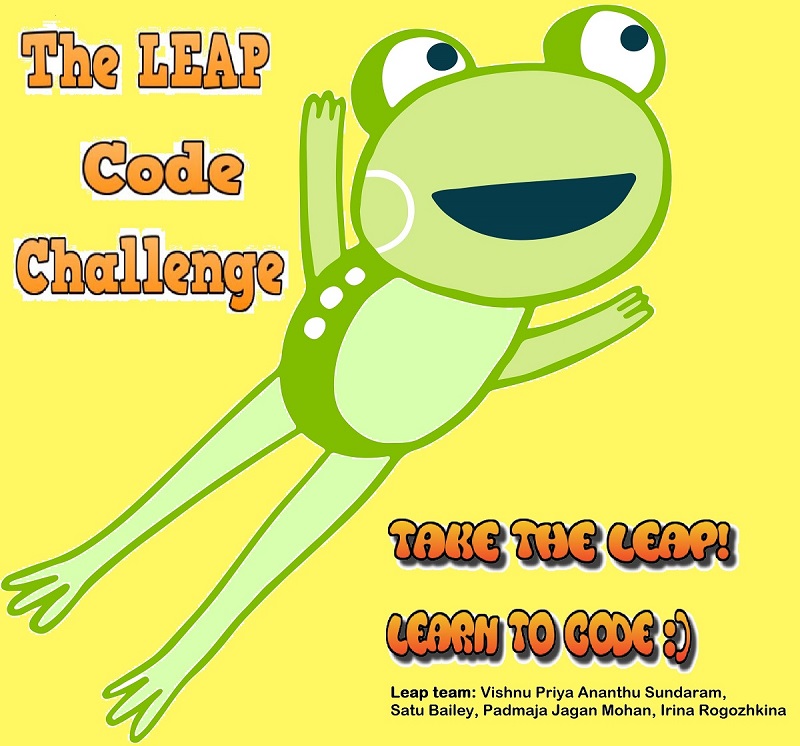 The LEAP
Code
Challenge
TAKE THE LEAP!
LEARN TO CODE :)
Leap team: Vishnu Priya Ananthu Sundaram,
Satu Bailey, Padmaja Jagan Mohan, Irina Rogozhkina